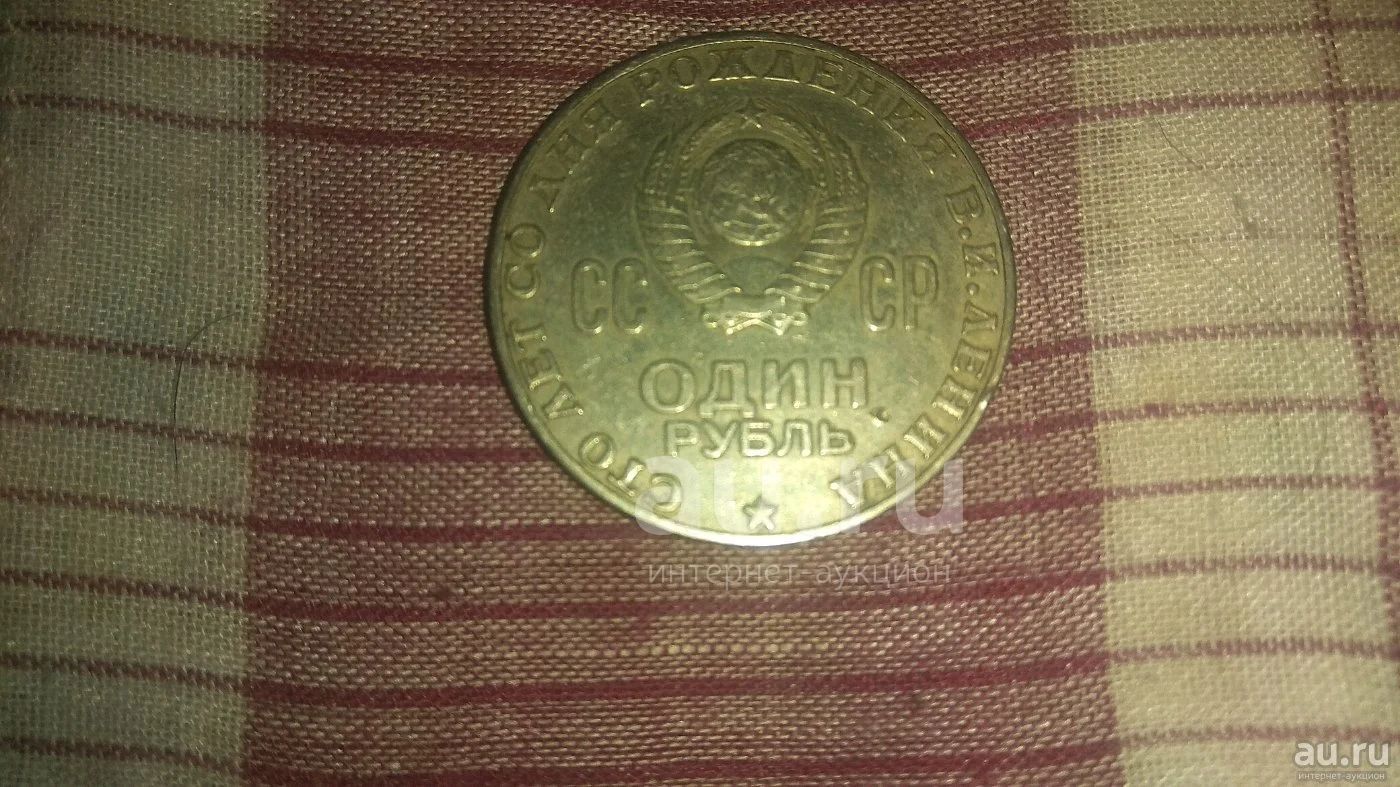 СТО ЛЕТ СО ДНЯ РОЖДЕНИЯ В.И.ЛЕНИНА
СС СР
ОДИН
РУБЛЬ
au.ru
интернет-аукцион
au.ru
интернет-аукцион